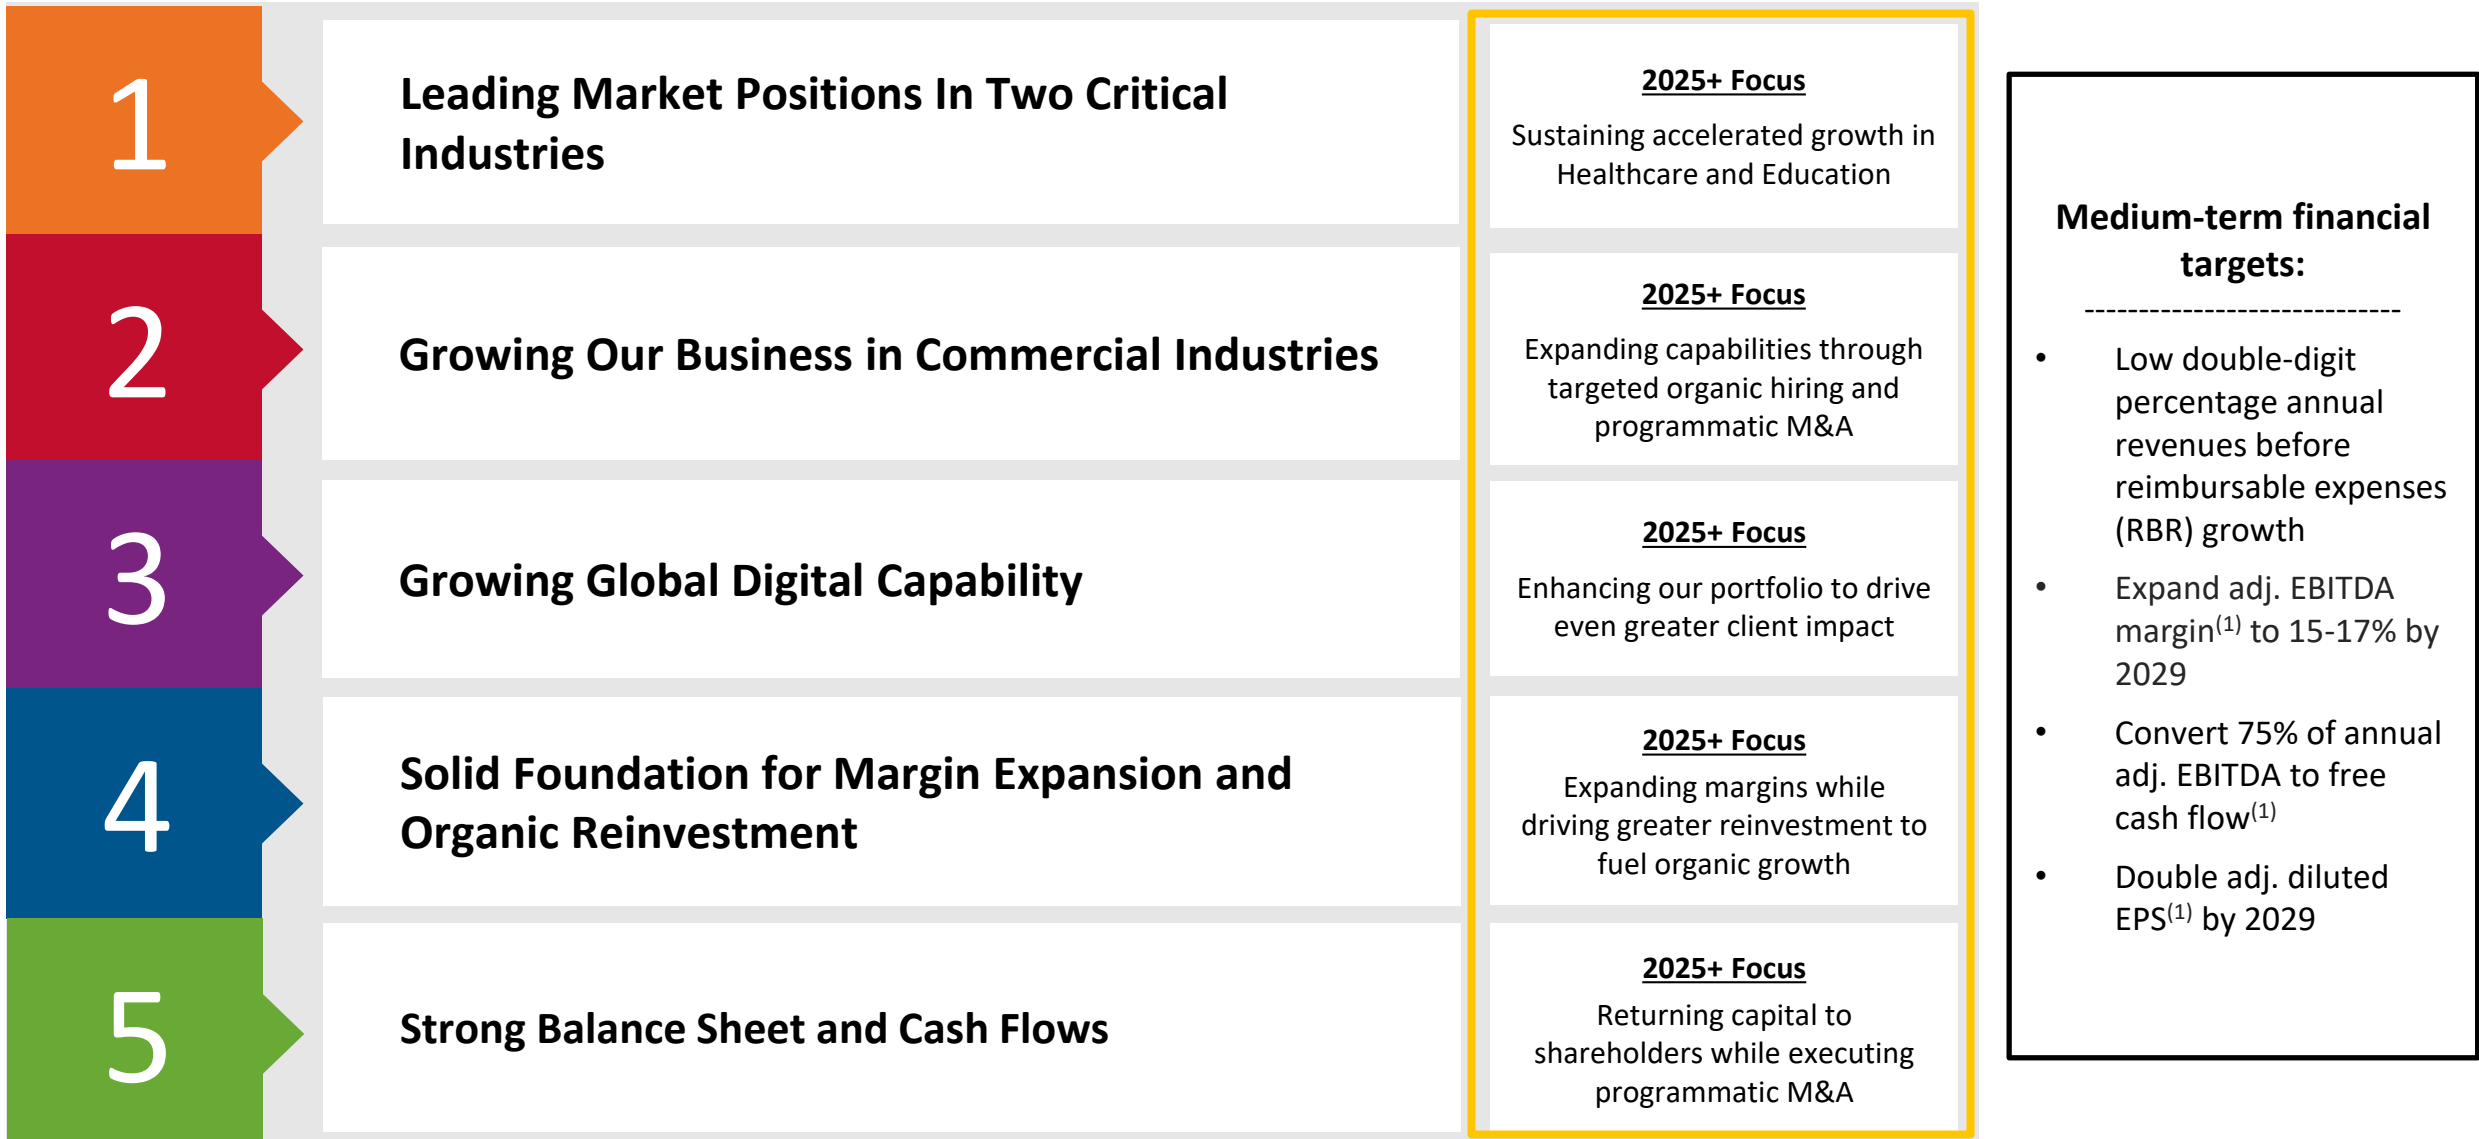 1
Leading Market Positions In Two Critical
Industries
2025+ Focus
Sustaining accelerated growth in
Healthcare and Education
2
Growing Our Business in Commercial Industries
2025+ Focus
Expanding capabilities through
targeted organic hiring and
programmatic M&A
3
Growing Global Digital Capability
2025+ Focus
Enhancing our portfolio to drive
even greater client impact
4
Solid Foundation for Margin Expansion and
Organic Reinvestment
2025+ Focus
Expanding margins while
driving greater reinvestment to
fuel organic growth
5
Strong Balance Sheet and Cash Flows
2025+ Focus
Returning capital to
shareholders while executing
programmatic M&A
Medium-term financial
targets:
-----------------------------
• Low double-digit
percentage annual
revenues before
reimbursable expenses
(RBR) growth
• Expand adj. EBITDA
margin(1) to 15-17% by
2029
• Convert 75% of annual
adj. EBITDA to free
cash flow(1)
• Double adj. diluted
EPS(1) by 2029